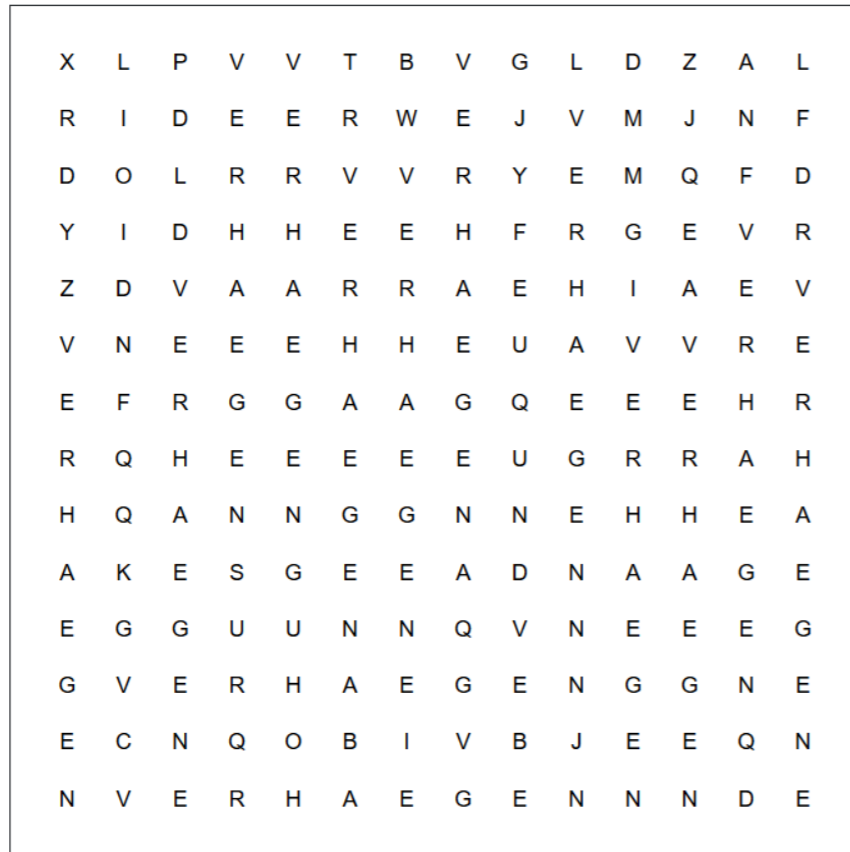 X L P V V T B V G L D Z A L
R I D E E R W E J V M J N F
D O L R R V V R Y E M Q F D
Y I D H H E E H F R G E V R
Z D V A A R R A E H I A E V
V N E E E H H E U A V V R E
E F R G G A A G Q E E E H R
R Q H E E E E E U G R R A H
H Q A N N G G N N E H H E A
A K E S G E E A D N A A G E
E G G U U N N Q V N E E E G
G V E R H A E G E N G G N E
E C N Q O B I V B J E E Q N
N V E R H A E G E N N N D E